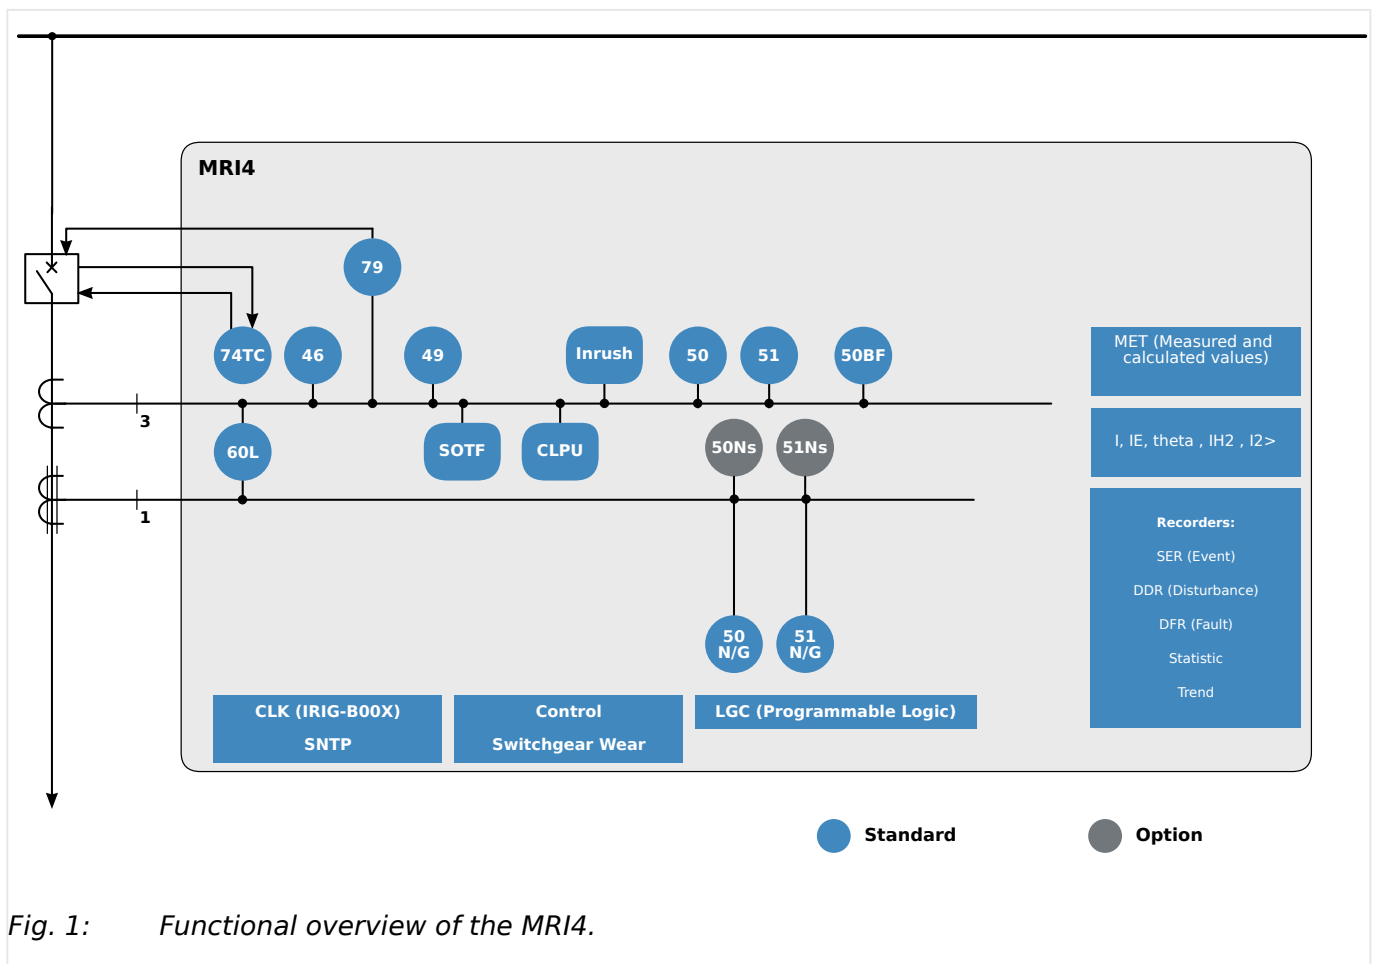 MRI4
79
74TC
46
49
Inrush
50
51
50BF
MET (Measured and
calculated values)
3
60L
SOTF
CLPU
50Ns
51Ns
I, IE, theta , IH2 , I2>
1
Recorders:
SER (Event)
DDR (Disturbance)
DFR (Fault)
Statistic
Trend
50
N/G
51
N/G
CLK (IRIG-B00X)
SNTP
Control
Switchgear Wear
LGC (Programmable Logic)
Standard
Option
Fig. 1: Functional overview of the MRI4.